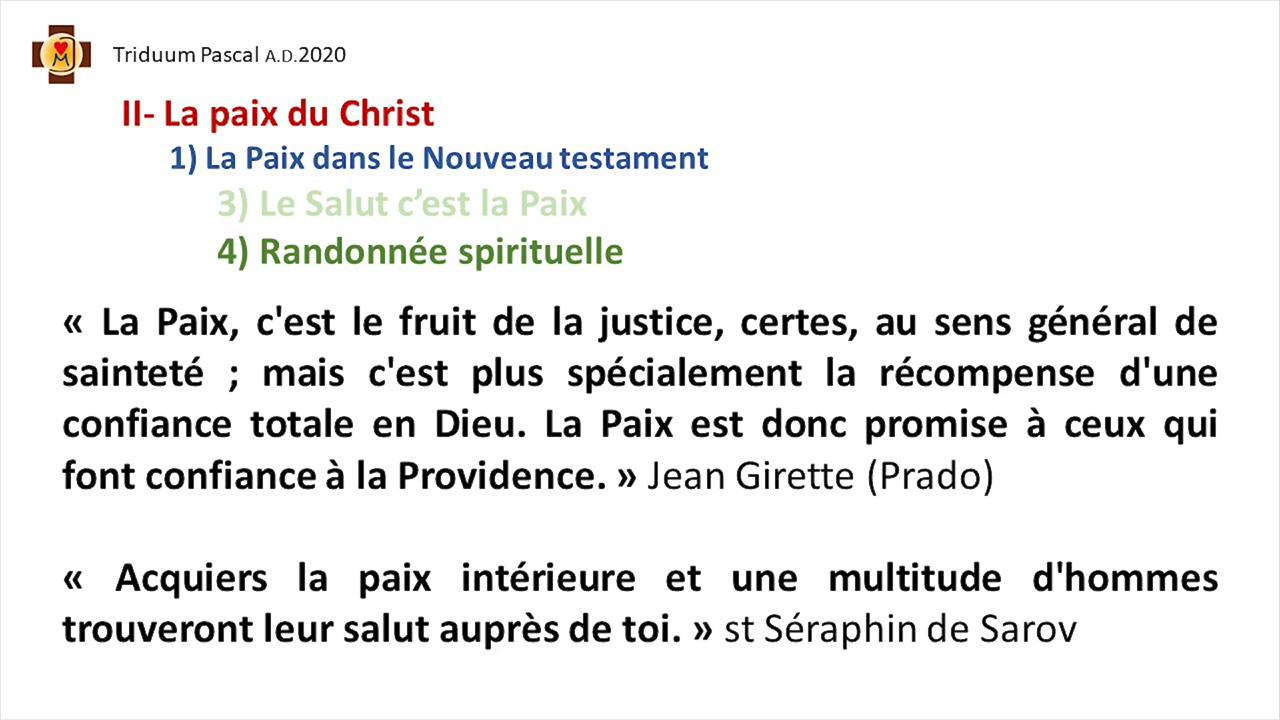 Triduum Pascal A.D.2020
II- La paix du Christ
1) La Paix dans le Nouveau testament
3) Le Salut c’est la Paix
4) Randonnée spirituelle
« La Paix, c'est le fruit de la justice, certes, au sens général de
sainteté ; mais c'est plus spécialement la récompense d'une
confiance totale en Dieu. La Paix est donc promise à ceux qui
font confiance à la Providence. » Jean Girette (Prado)
« Acquiers la paix intérieure et une multitude d'hommes
trouveront leur salut auprès de toi. » st Séraphin de Sarov